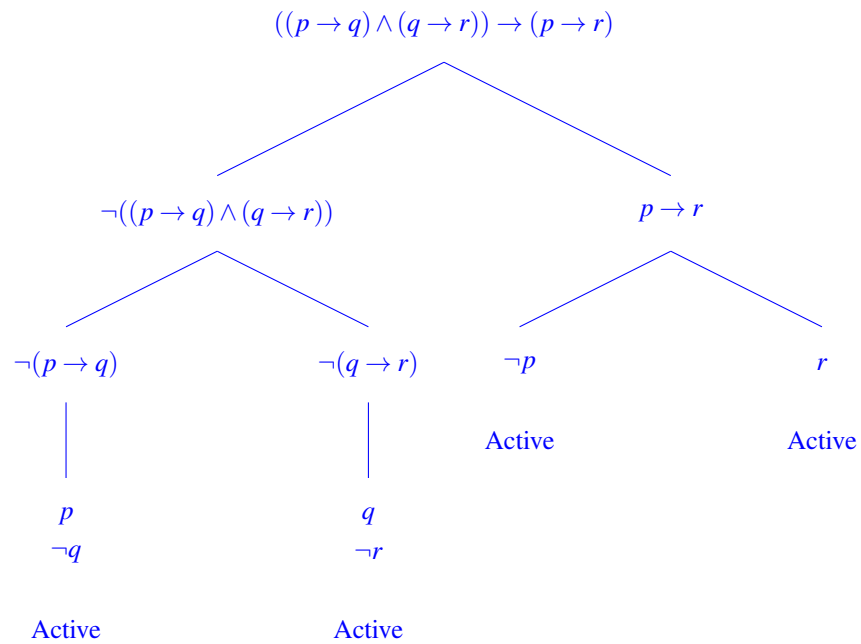 ((p → q) ∧ (q → r)) → (p → r)
¬((p → q) ∧ (q → r))
p → r
¬(p → q)
¬(q → r)
¬p
r
Active
Active
p
q
¬q
¬r
Active
Active